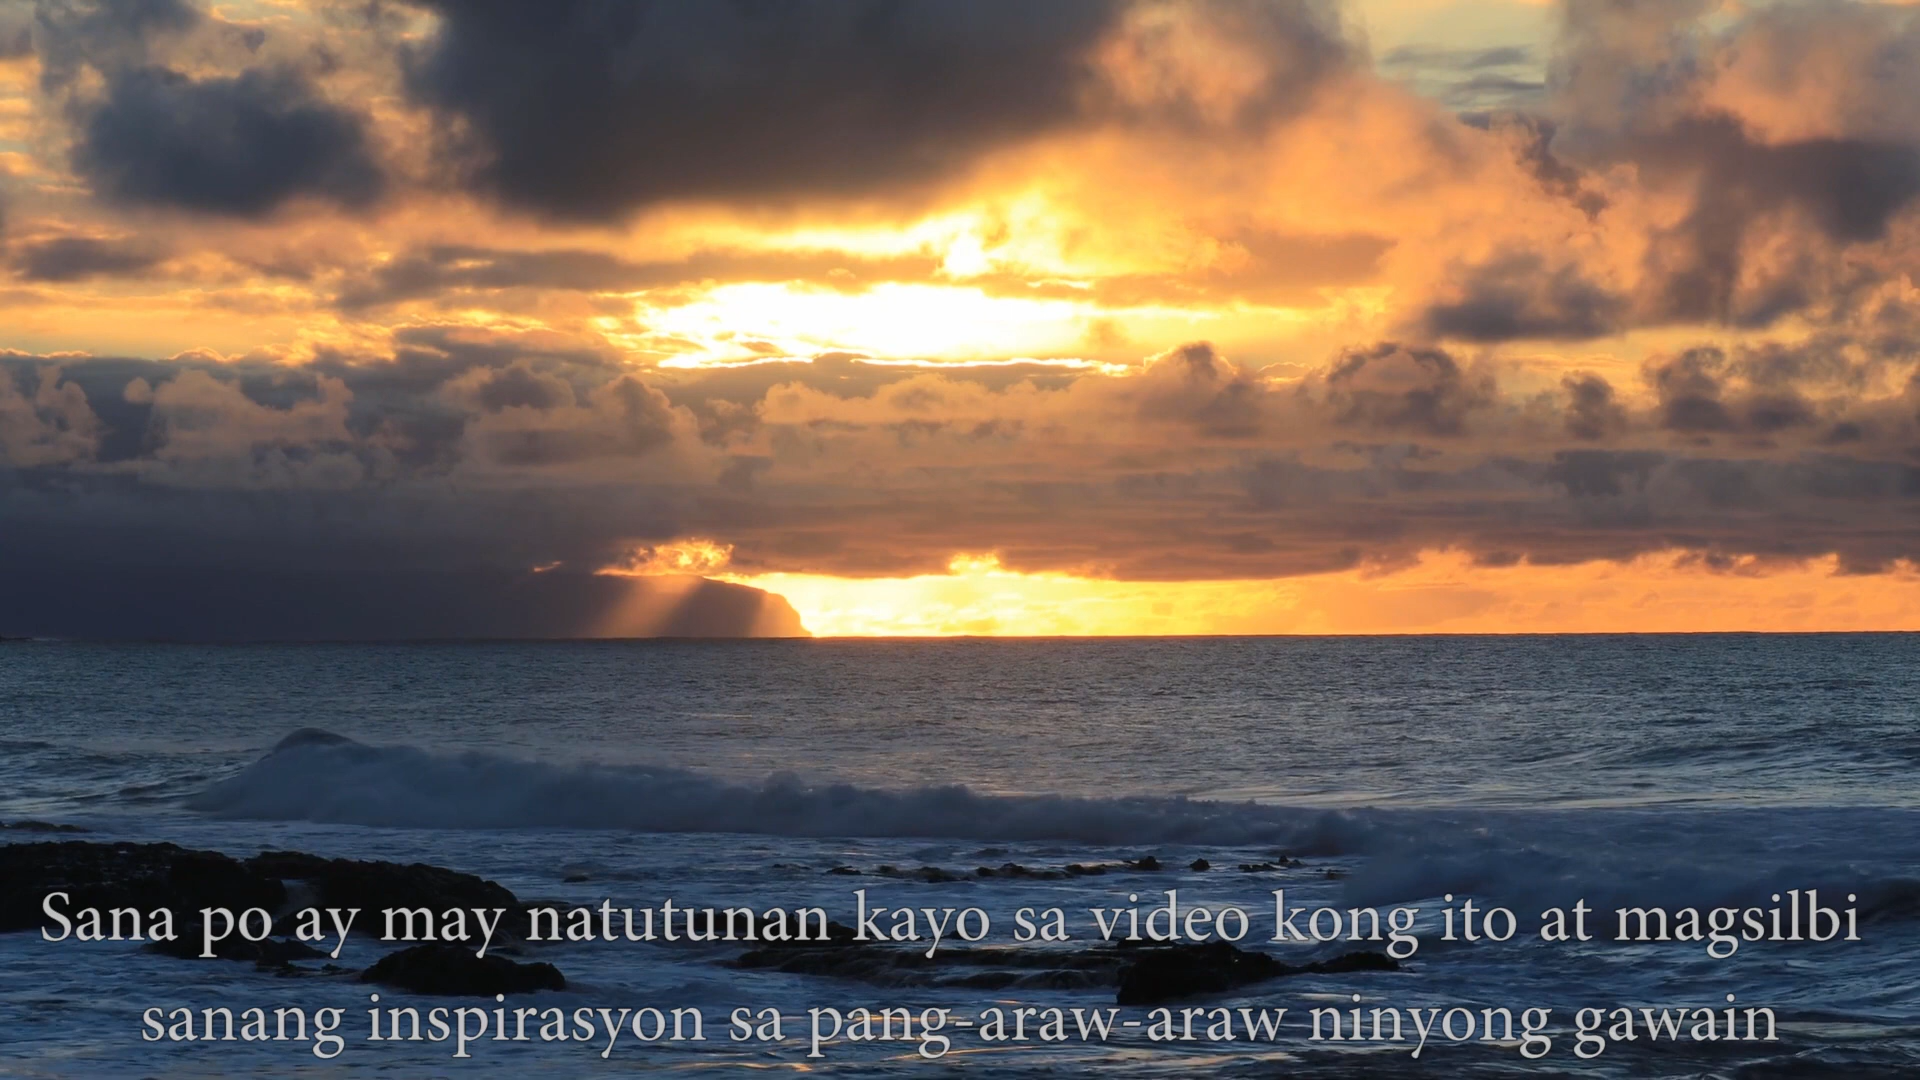 Sana po ay may natutunan kayo sa video kong ito at magsilbi
sanang inspirasyon sa pang-araw-araw ninyong gawain